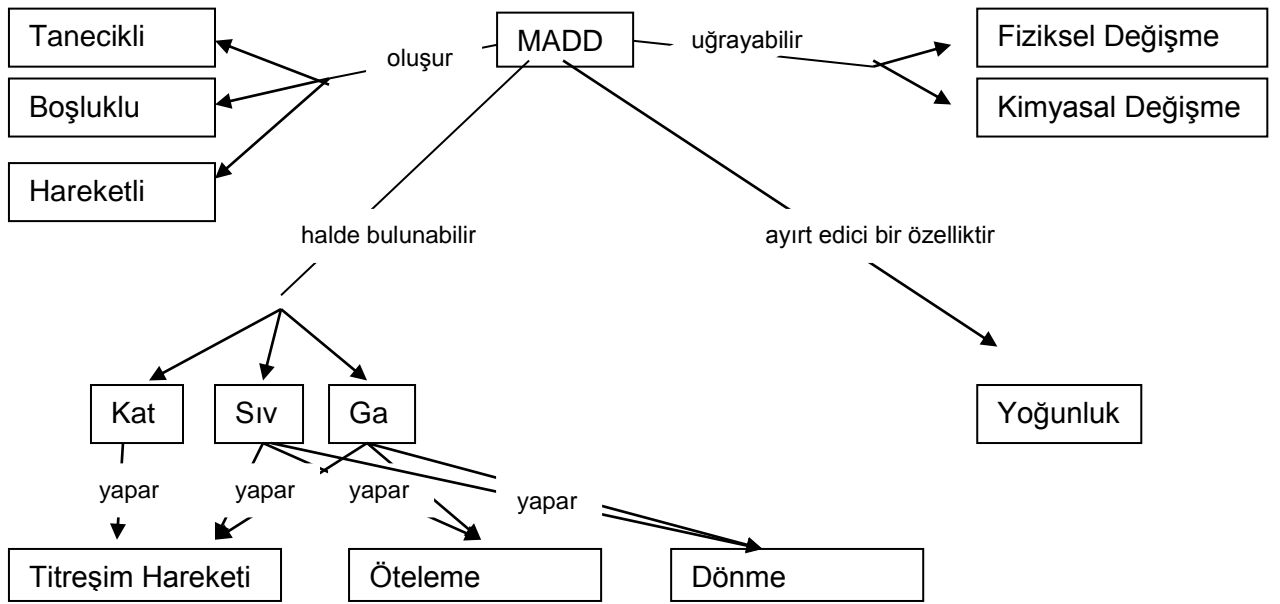 Tanecikli
MADD
uğrayabilir
Fiziksel Değişme
oluşur
Boşluklu
Kimyasal Değişme
Hareketli
halde bulunabilir
ayırt edici bir özelliktir
Kat
Sıv
Ga
Yoğunluk
yapar
yapar
yapar
yapar
Titreşim Hareketi
Öteleme
Dönme